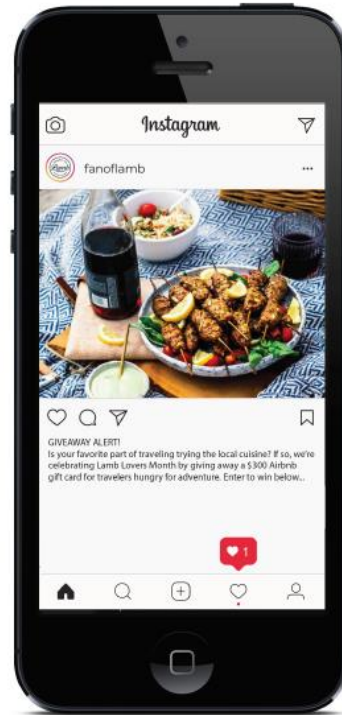 Instagram
fanoflamb
GIVEAWAY ALERT!
Is your favorite part of traveling trying the local cuisine? If so, we're
celebrating Lamb Lovers Month by giving away a $300 Airbnb
gift card for travelers hungry for adventure. Enter to win below...
1